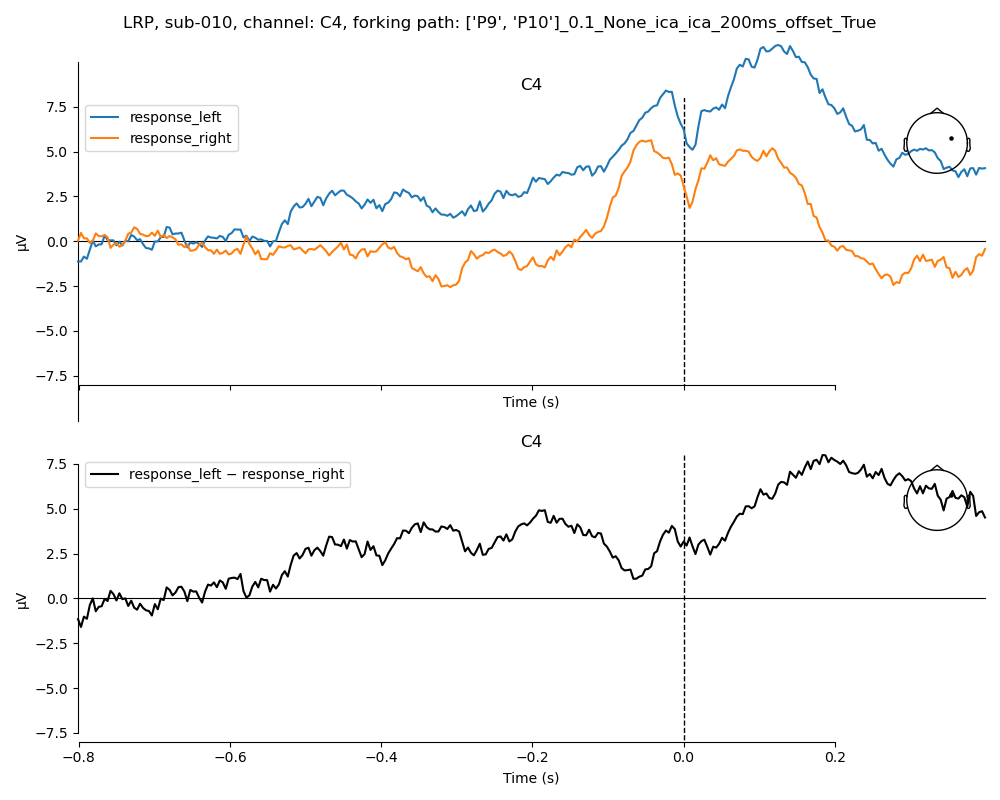 LRP, sub-010, channel: C4, forking path: ['P9', 'P10']_0.1_None_ica_ica_200ms_offset_True
C4
response_left
response_right
7.5
5.0
2.5
0.0
−2.5
−5.0
−7.5
µV
Time (s)
C4
response_left − response_right
7.5
5.0
2.5
0.0
−2.5
−5.0
−7.5
µV
−0.8
−0.6
−0.4
−0.2
0.0
0.2
Time (s)